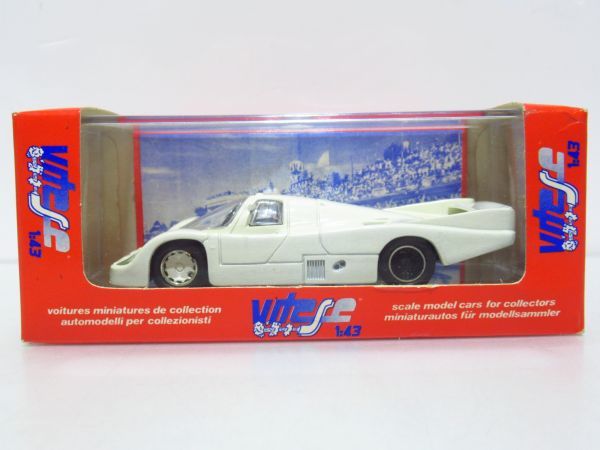 Vitesse
1:43
Vitesse
1:43
voitures miniatures de collection
automodelli per collezionisti
Vitesse
1:43
scale model cars for collectors
miniaturautos für modellsammler